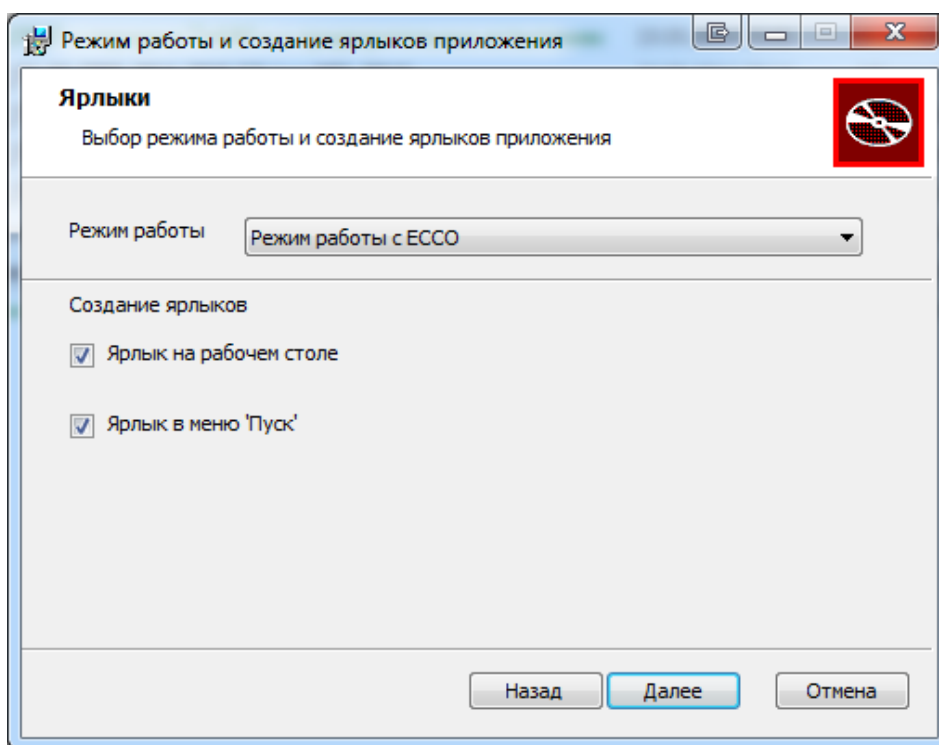 Режим работы и создание ярлыков приложения
Ярлыки
Выбор режима работы и создание ярлыков приложения
Режим работы
Режим работы с ЕССО
Создание ярлыков
Ярлык на рабочем столе
Ярлык в меню 'Пуск'
Назад
Далее
Отмена